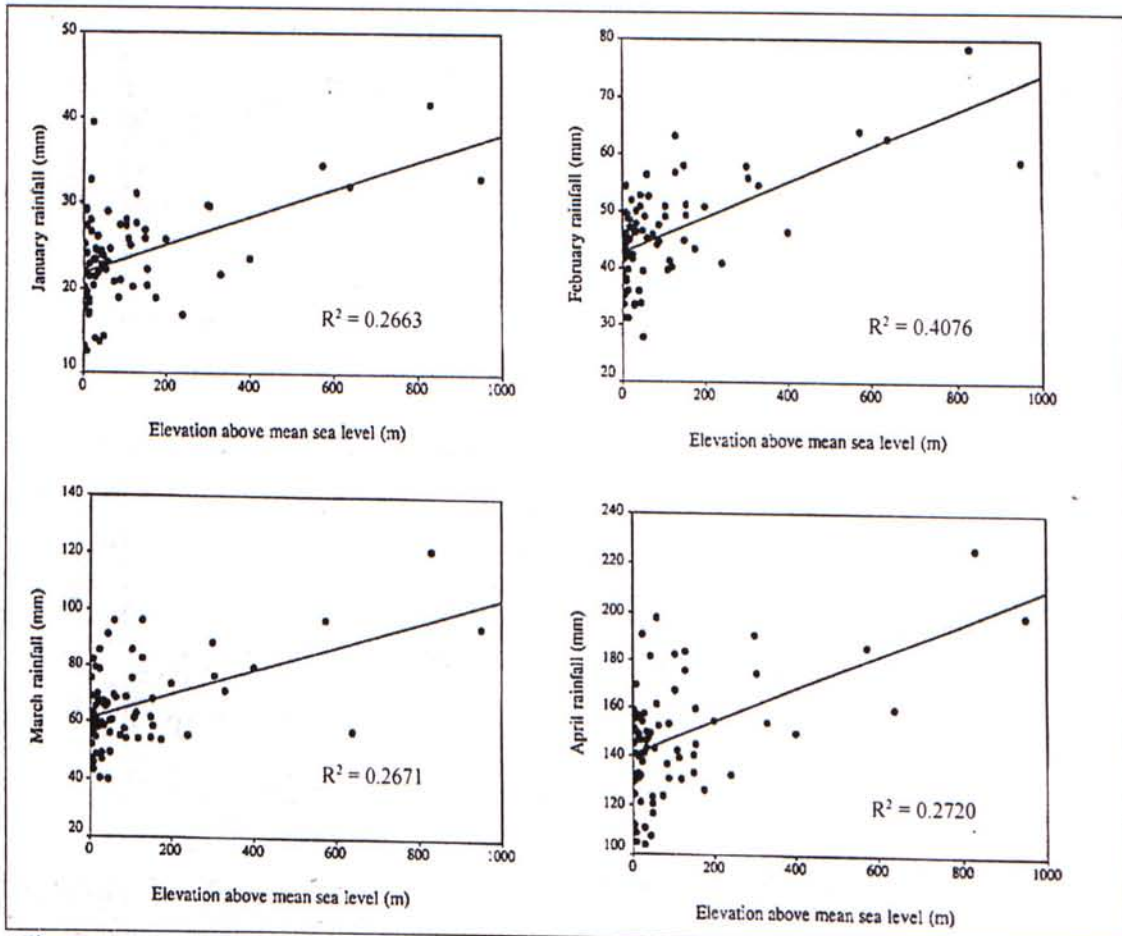 50
40
30
20
10
January rainfall (mm)
R² = 0.2663
0 200 400 600 800 1000
Elevation above mean sea level (m)
80
70
60
50
40
30
20
February rainfall (mm)
R² = 0.4076
0 200 400 600 800 1000
Elevation above mean sea level (m)
140
120
100
80
60
40
20
March rainfall (mm)
R² = 0.2671
0 200 400 600 800 1000
Elevation above mean sea level (m)
240
220
200
180
160
140
120
100
April rainfall (mm)
R² = 0.2720
0 200 400 600 800 1000
Elevation above mean sea level (m)